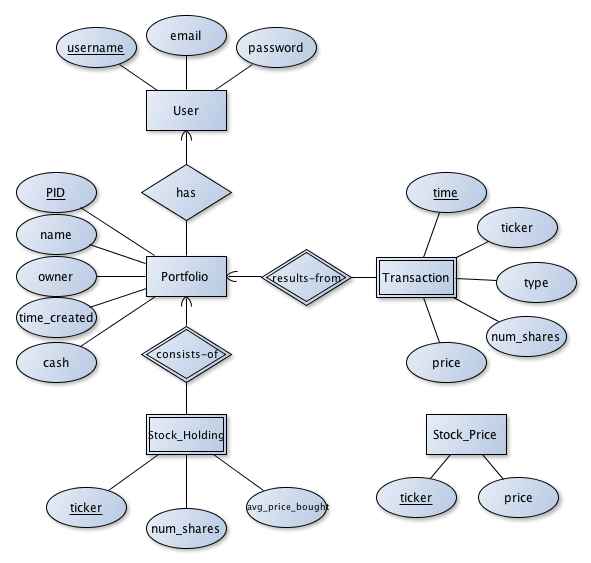 email
username
password
User
PID
has
time
name
ticker
owner
Portfolio
results-from
Transaction
type
time_created
num_shares
cash
consists-of
price
Stock_Holding
Stock_Price
ticker
num_shares
avg_price_bought
ticker
price